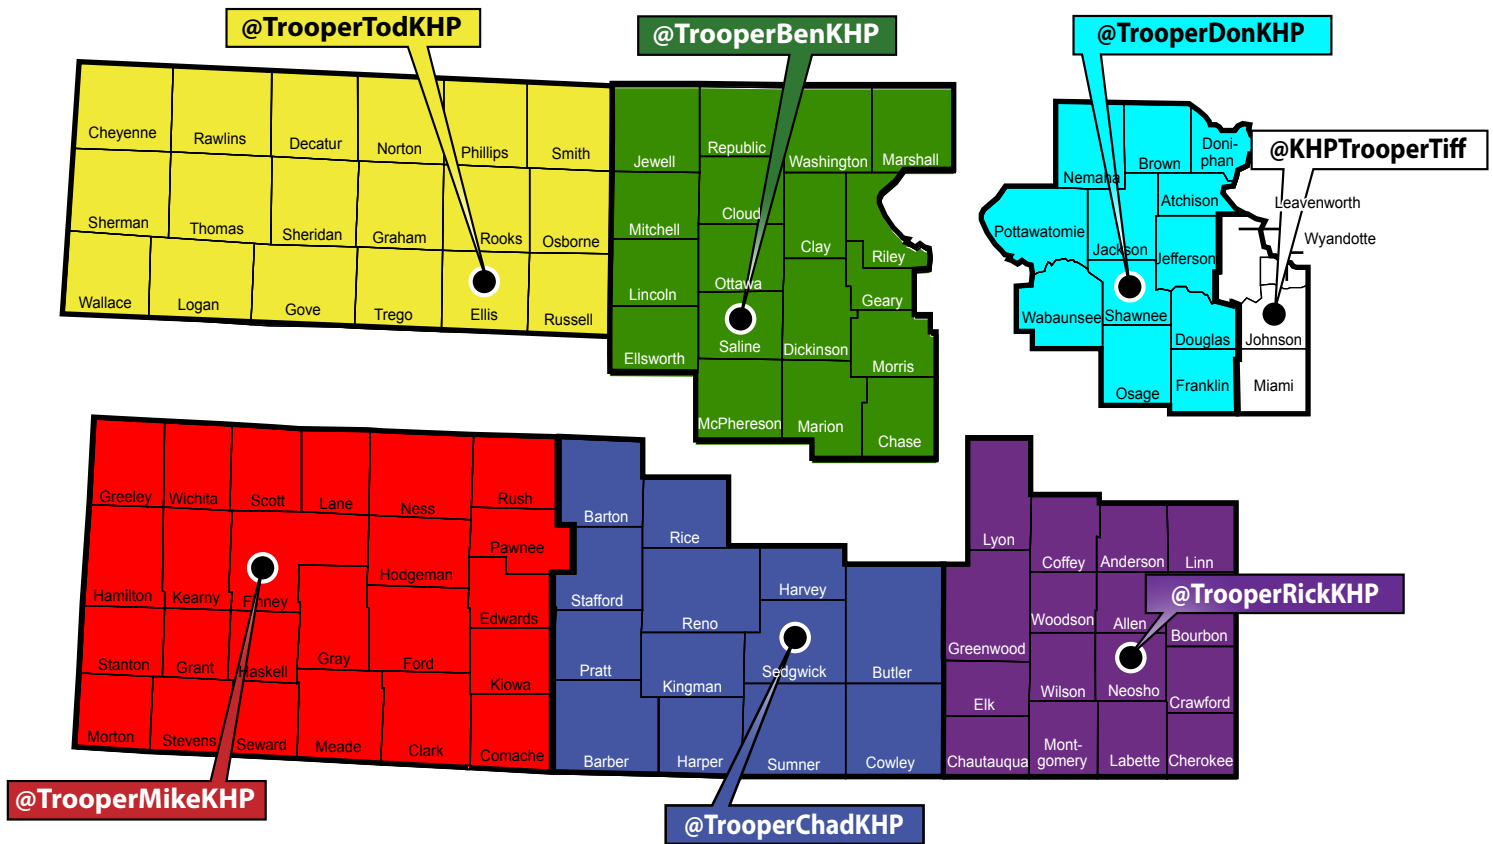 @TrooperTodKHP
@TrooperBenKHP
@TrooperDonKHP
@KHPTrooperTiff
Cheyenne
Rawlins
Decatur
Norton
Phillips
Smith
Sherman
Thomas
Sheridan
Graham
Rooks
Osborne
Wallace
Logan
Gove
Trego
Ellis
Russell
Jewell
Republic
Washington
Marshall
Mitchell
Cloud
Clay
Riley
Lincoln
Ottawa
Geary
Ellsworth
Saline
Dickinson
Morris
McPhereson
Marion
Chase
Nemaha
Brown
Doni-
phan
Atchison
Leavenworth
Pottawatomie
Jackson
Jefferson
Wyandotte
Wabaunsee
Shawnee
Douglas
Johnson
Osage
Franklin
Miami
Greeley
Wichita
Scott
Lane
Ness
Rush
Pawnee
Hamilton
Kearny
Finney
Hodgeman
Edwards
Stanton
Grant
Haskell
Gray
Ford
Kiowa
Morton
Stevens
Seward
Meade
Clark
Comache
Barton
Rice
Stafford
Reno
Harvey
Pratt
Kingman
Sedgwick
Butler
Barber
Harper
Sumner
Cowley
Lyon
Coffey
Anderson
Linn
Greenwood
Woodson
Allen
Bourbon
Elk
Wilson
Neosho
Crawford
Chautauqua
Mont-
gomery
Labette
Cherokee
@TrooperRickKHP
@TrooperMikeKHP
@TrooperChadKHP